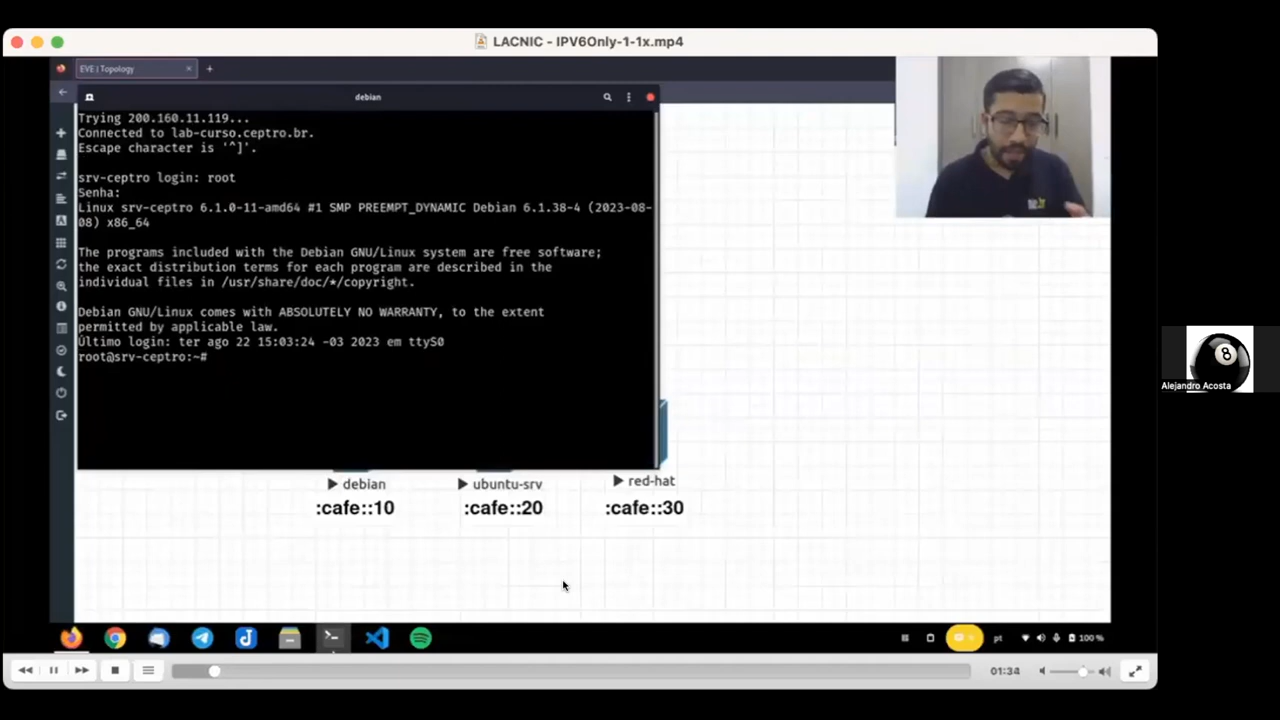 LACNIC - IPV6Only-1-1x.mp4
EVE | Topology
debian
Trying 200.160.11.119...
Connected to lab-curso.ceptro.br.
Escape character is '^]'.
srv-ceptro login: root
Senha:
Linux srv-ceptro 6.1.0-11-amd64 #1 SMP PREEMPT_DYNAMIC Debian 6.1.38-4 (2023-08-
08) x86_64
The programs included with the Debian GNU/Linux system are free software;
the exact distribution terms for each program are described in the
individual files in /usr/share/doc/*/copyright.
Debian GNU/Linux comes with ABSOLUTELY NO WARRANTY, to the extent
permitted by applicable law.
Último login: ter ago 22 15:03:24 -03 2023 em ttyS0
root@srv-ceptro:~#
debian
ubuntu-srv
red-hat
:cafe::10
:cafe::20
:cafe::30
8
Alejandro Acosta
pt
100 %
01:34